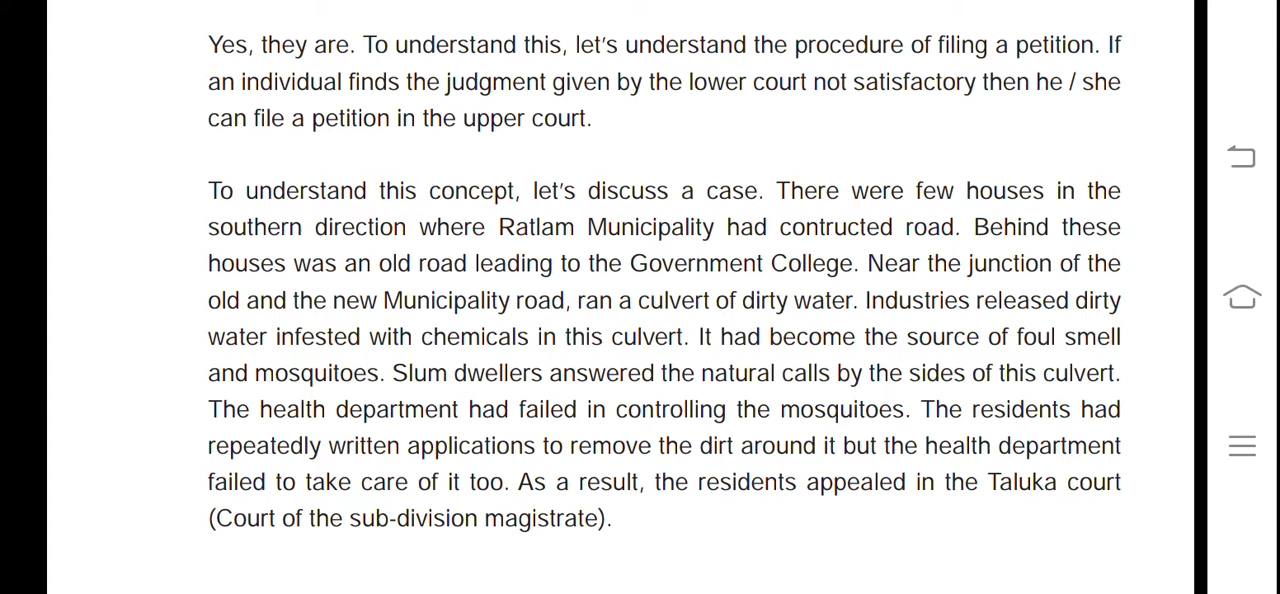 Yes, they are. To understand this, let's understand the procedure of filing a petition. If
an individual finds the judgment given by the lower court not satisfactory then he / she
can file a petition in the upper court.
To understand this concept, let's discuss a case. There were few houses in the
southern direction where Ratlam Municipality had contructed road. Behind these
houses was an old road leading to the Government College. Near the junction of the
old and the new Municipality road, ran a culvert of dirty water. Industries released dirty
water infested with chemicals in this culvert. It had become the source of foul smell
and mosquitoes. Slum dwellers answered the natural calls by the sides of this culvert.
The health department had failed in controlling the mosquitoes. The residents had
repeatedly written applications to remove the dirt around it but the health department
failed to take care of it too. As a result, the residents appealed in the Taluka court
(Court of the sub-division magistrate).